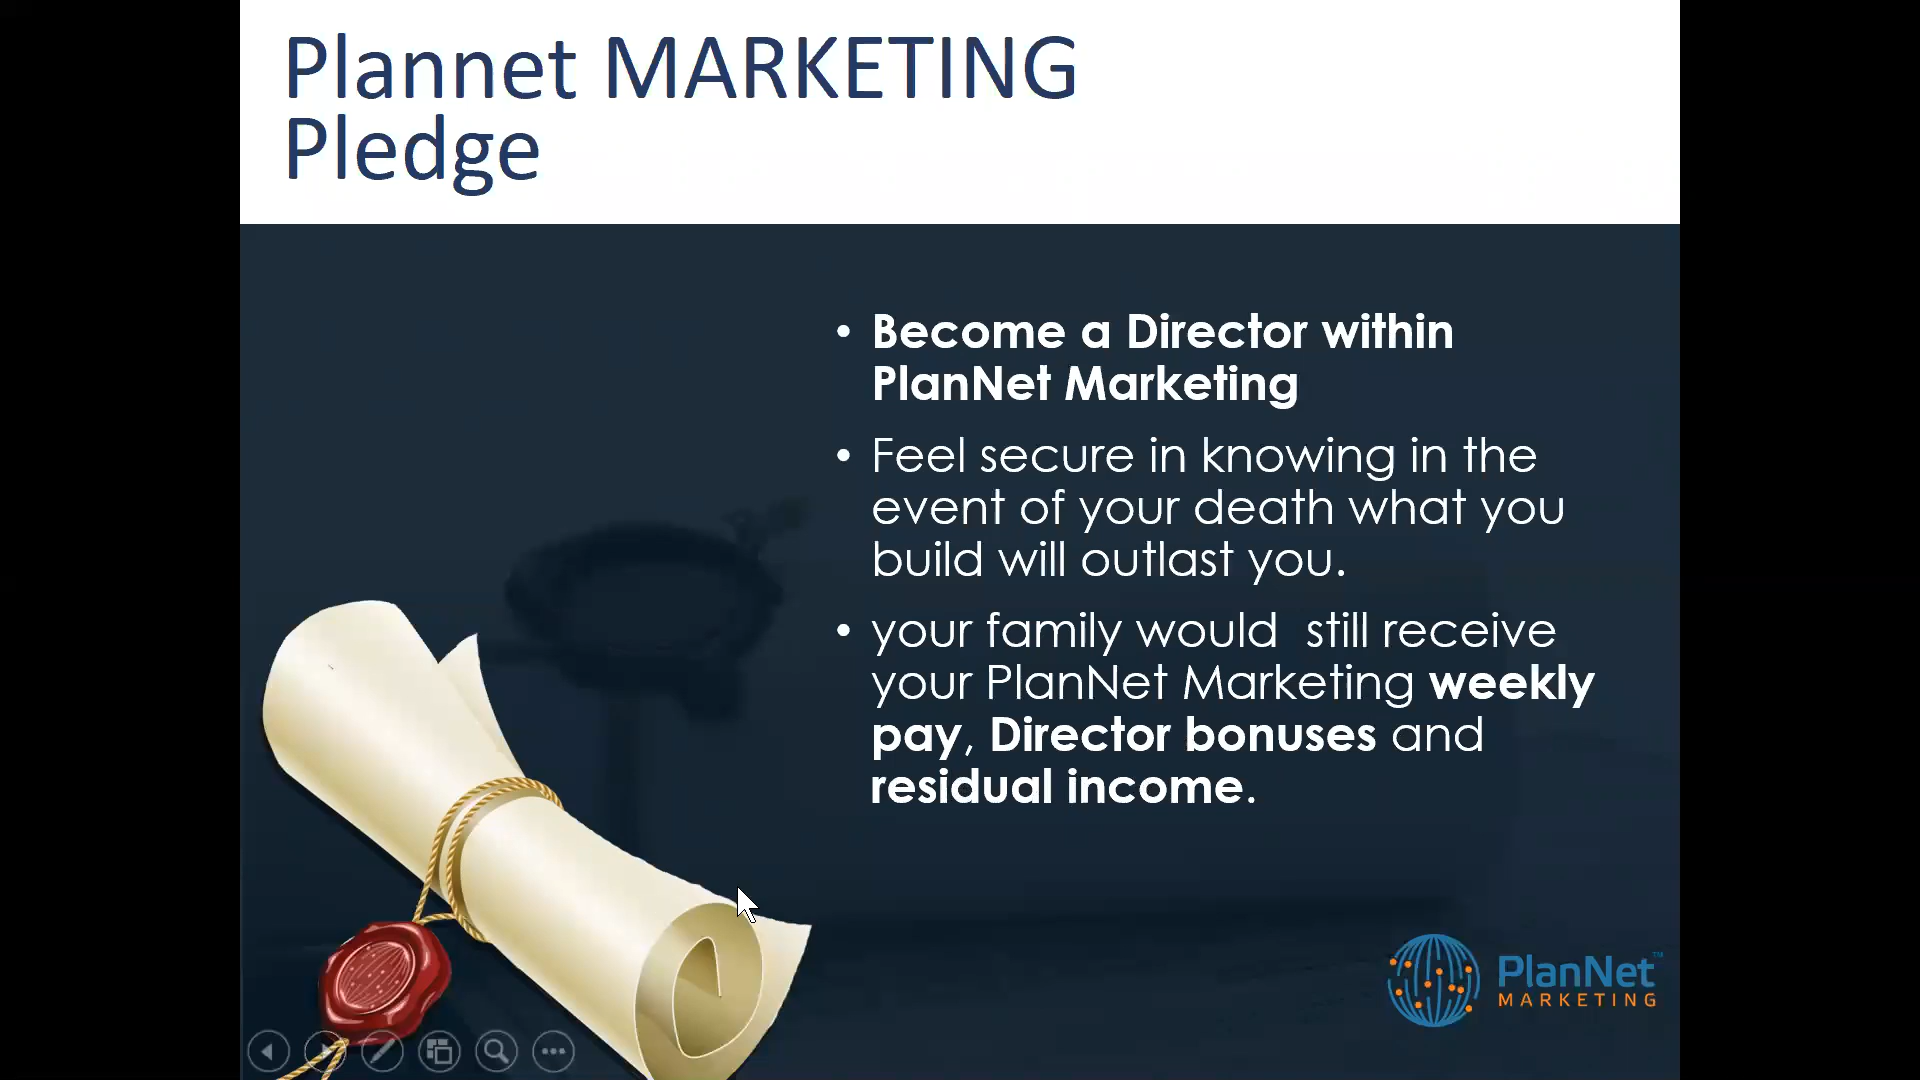 Plannet MARKETING
Pledge
• Become a Director within
PlanNet Marketing
• Feel secure in knowing in the
event of your death what you
build will outlast you.
• your family would  still receive
your PlanNet Marketing weekly
pay, Director bonuses and
residual income.
PlanNet™
MARKETING